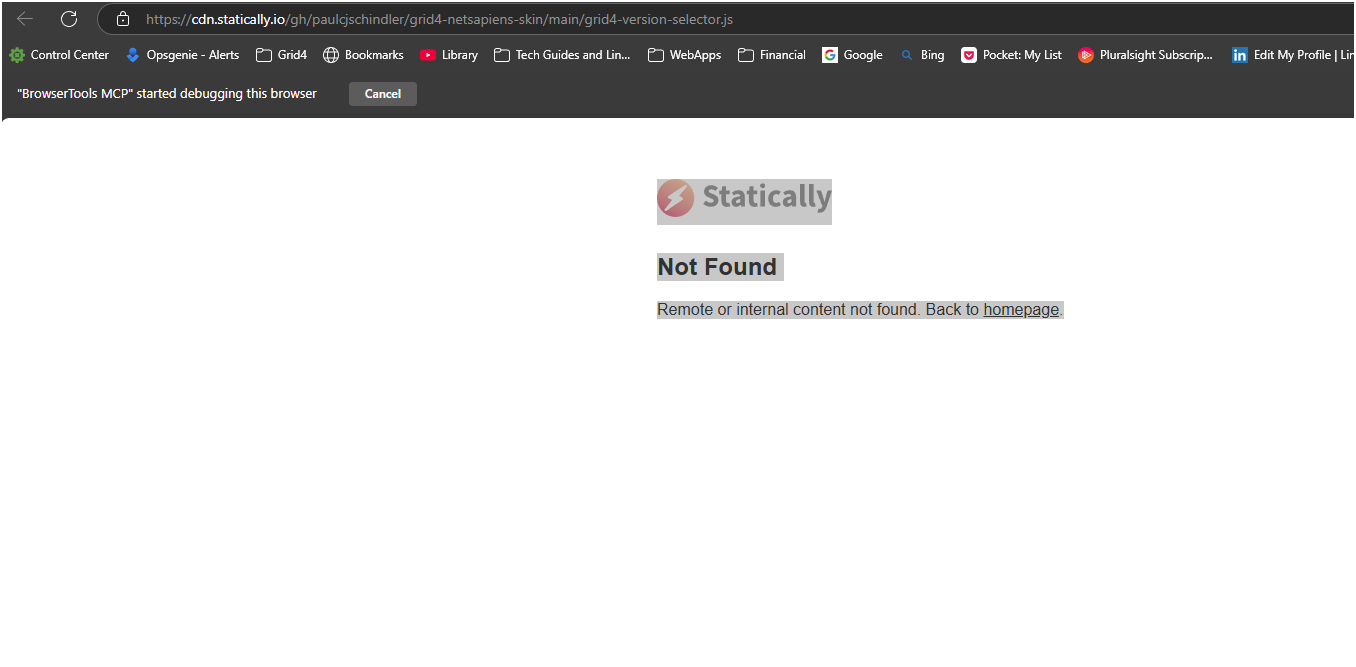 https://cdn.statically.io/gh/paulcjschindler/grid4-netsapiens-skin/main/grid4-version-selector.js
Control Center Opsgenie - Alerts Grid4 Bookmarks Library Tech Guides and Lin... WebApps Financial Google Bing Pocket: My List Pluralsight Subscrip... Edit My Profile | Lin
"BrowserTools MCP" started debugging this browser Cancel
Statically
Not Found
Remote or internal content not found. Back to homepage.